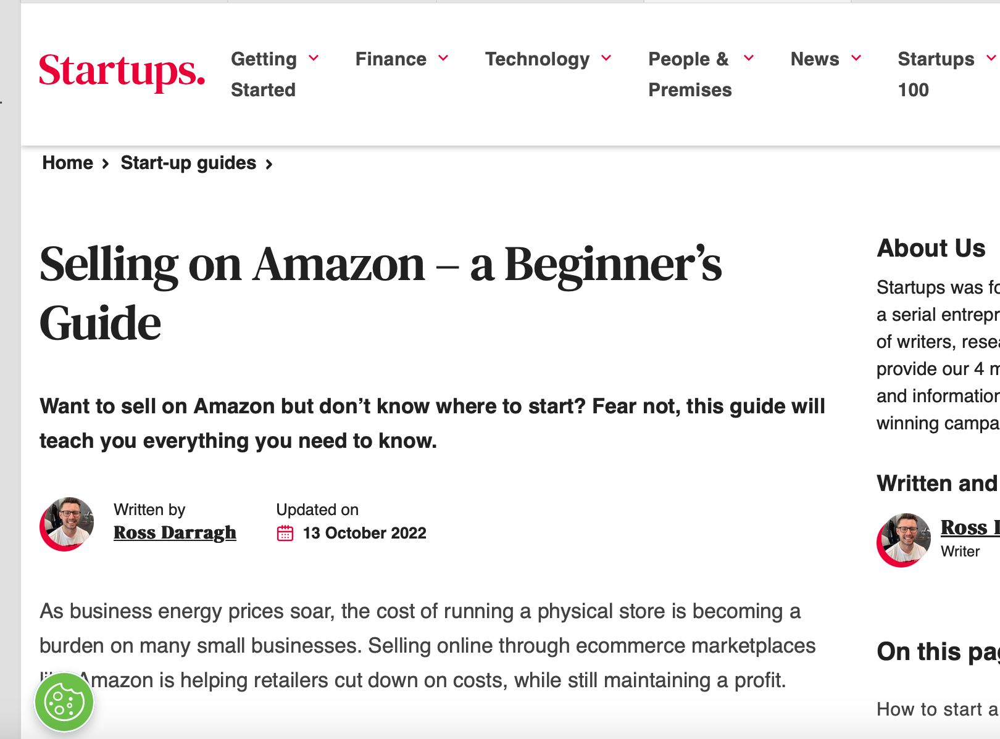 Startups.
Getting
Started
Finance
Technology
People &
Premises
News
Startups
100
Home
Start-up guides
Selling on Amazon – a Beginner’s
Guide
Want to sell on Amazon but don’t know where to start? Fear not, this guide will
teach you everything you need to know.
Written by
Ross Darragh
Updated on
13 October 2022
As business energy prices soar, the cost of running a physical store is becoming a
burden on many small businesses. Selling online through ecommerce marketplaces
Amazon is helping retailers cut down on costs, while still maintaining a profit.
About Us
Startups was
a serial
of writers,
provide our 4
and
winning
Written and
Ross
Writer
On this
How to start a